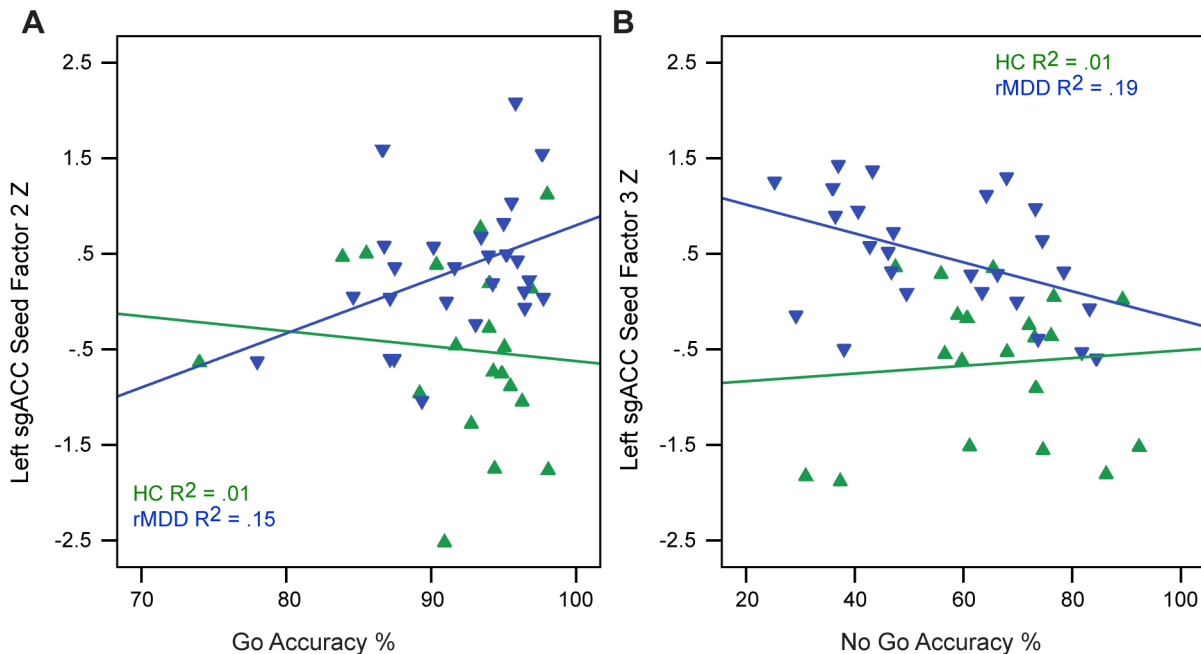 A
2.5
1.5
.5
-.5
-1.5
-2.5
Left sgACC Seed Factor 2 Z
HC R2 = .01
rMDD R2 = .15
70 80 90 100
Go Accuracy %
B
2.5
1.5
.5
-.5
-1.5
-2.5
Left sgACC Seed Factor 3 Z
HC R2 = .01
rMDD R2 = .19
20 40 60 80 100
No Go Accuracy %